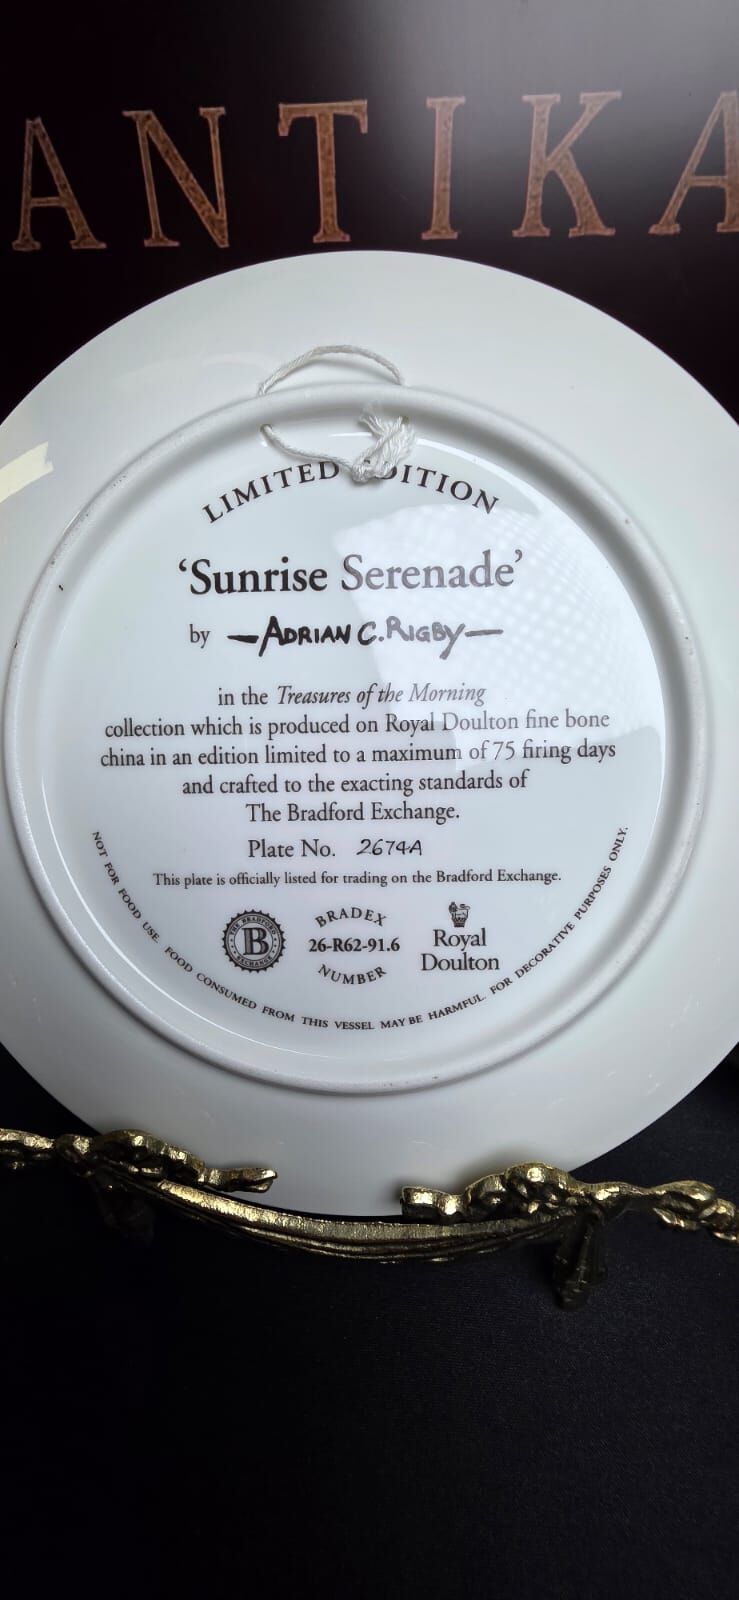 ANTIKA
LIMITED EDITION
'Sunrise Serenade'
by —ADRIAN C. RIGBY—
in the Treasures of the Morning
collection which is produced on Royal Doulton fine bone
china in an edition limited to a maximum of 75 firing days
and crafted to the exacting standards of
The Bradford Exchange.
Plate No. 2674A
This plate is officially listed for trading on the Bradford Exchange.
THE BRADFORD
B
EXCHANGE
BRADEX
26-R62-91.6
NUMBER
Royal
Doulton
NOT FOR FOOD USE. FOOD CONSUMED FROM THIS VESSEL MAY BE HARMFUL. FOR DECORATIVE PURPOSES ONLY.